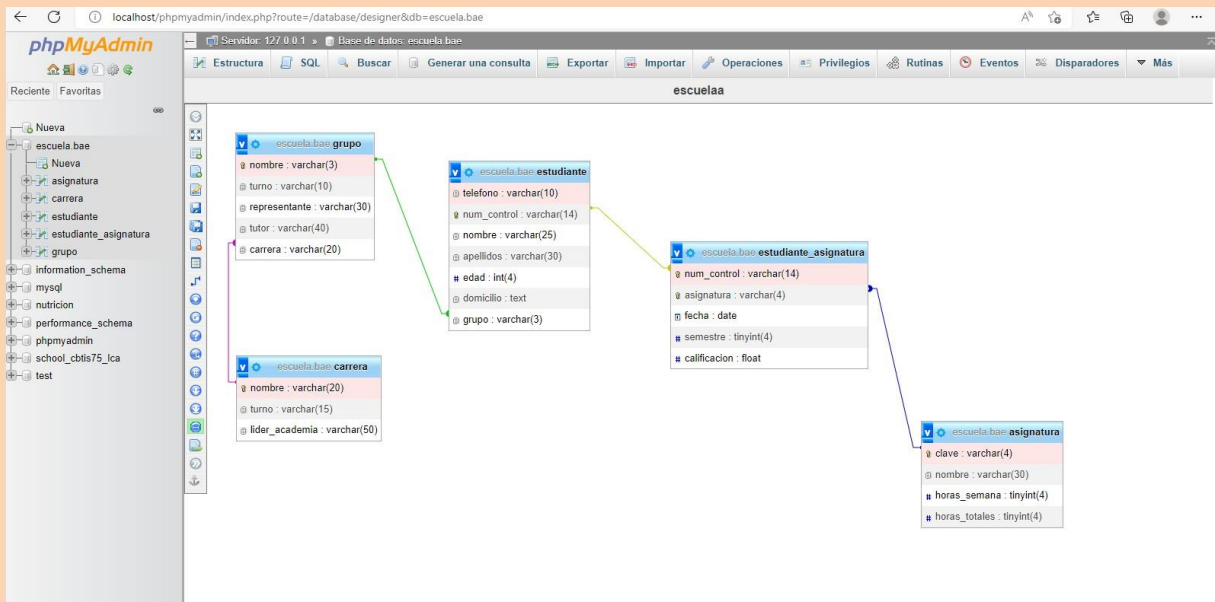 localhost/phpmyadmin/index.php?route=/database/designer&db=escuela.bae
phpMyAdmin
Reciente Favoritas
Nueva
escuela.bae
Nueva
asignatura
carrera
estudiante
estudiante_asignatura
grupo
information_schema
mysql
nutricion
performance_schema
phpmyadmin
school_cbtis75_lca
test
Servidor: 127.0.0.1 » Base de datos: escuela.bae
Estructura SQL Buscar Generar una consulta Exportar Importar Operaciones Privilegios Rutinas Eventos Disparadores Más
escuelaa
escuela.bae grupo
nombre : varchar(3)
turno : varchar(10)
representante : varchar(30)
tutor : varchar(40)
carrera : varchar(20)
escuela.bae carrera
nombre : varchar(20)
turno : varchar(15)
lider_academia : varchar(50)
escuela.bae estudiante
telefono : varchar(10)
num_control : varchar(14)
nombre : varchar(25)
apellidos : varchar(30)
# edad : int(4)
domicilio : text
grupo : varchar(3)
escuela.bae estudiante_asignatura
num_control : varchar(14)
asignatura : varchar(4)
fecha : date
# semestre : tinyint(4)
# calificacion : float
escuela.bae asignatura
clave : varchar(4)
nombre : varchar(30)
# horas_semana : tinyint(4)
# horas_totales : tinyint(4)